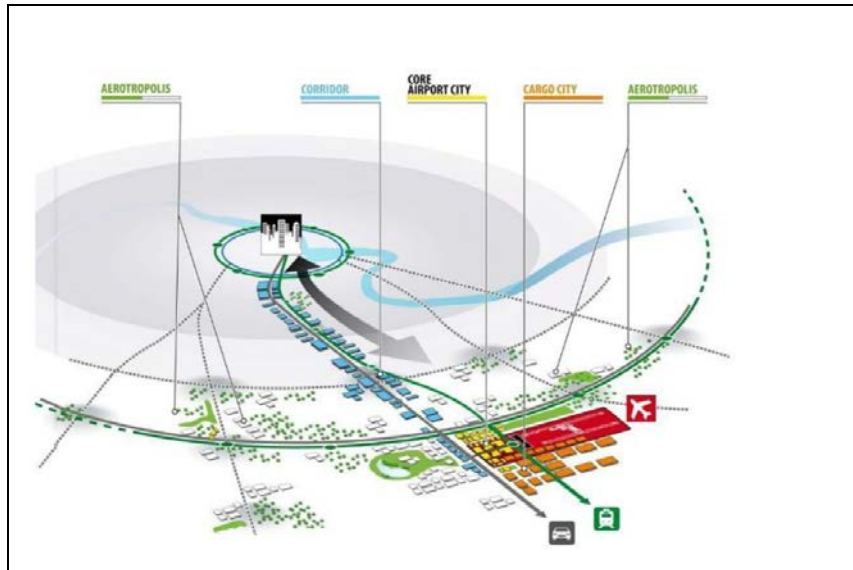 AEROTROPOLIS
CORRIDOR
CORE
AIRPORT CITY
CARGO CITY
AEROTROPOLIS